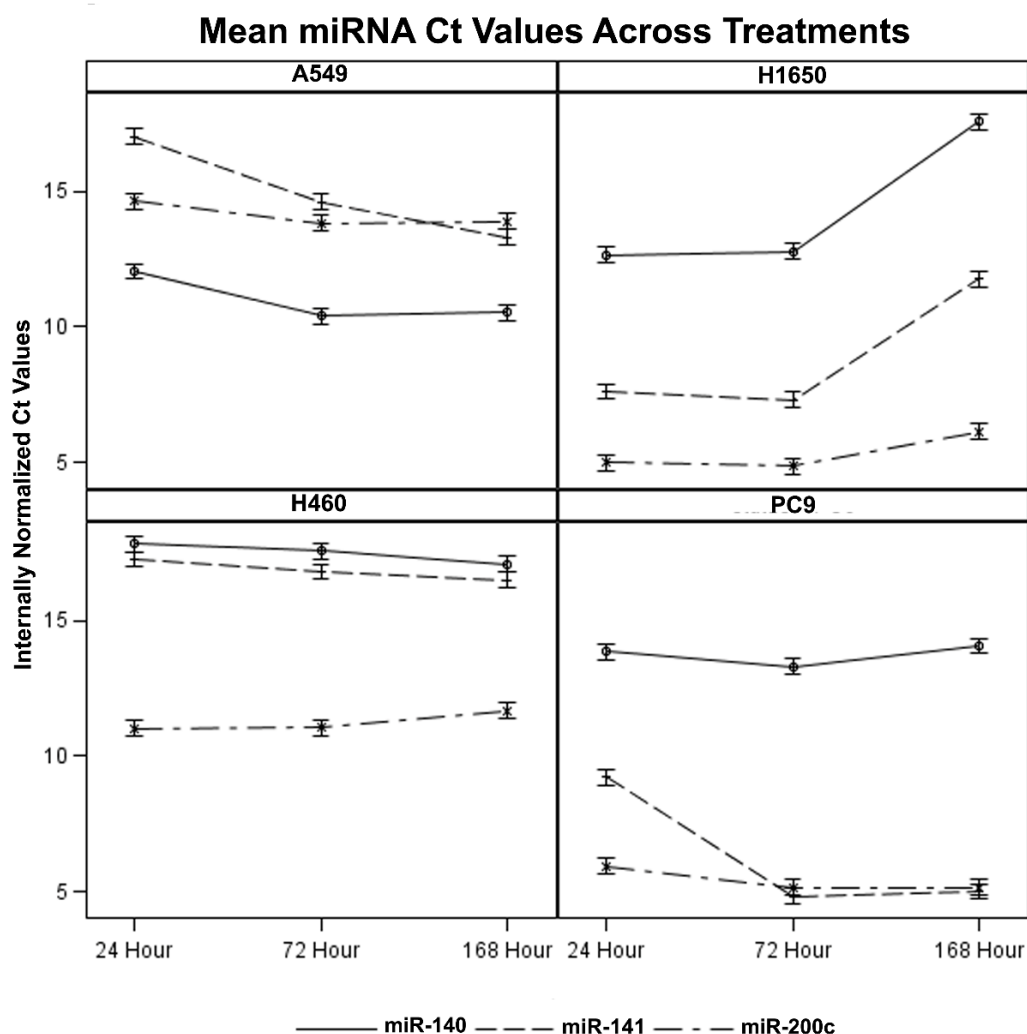 Mean miRNA Ct Values Across Treatments
A549
H1650
15
10
5
Internally Normalized Ct Values
H460
PC9
15
10
5
24 Hour
72 Hour
168 Hour
24 Hour
72 Hour
168 Hour
miR-140
miR-141
miR-200c